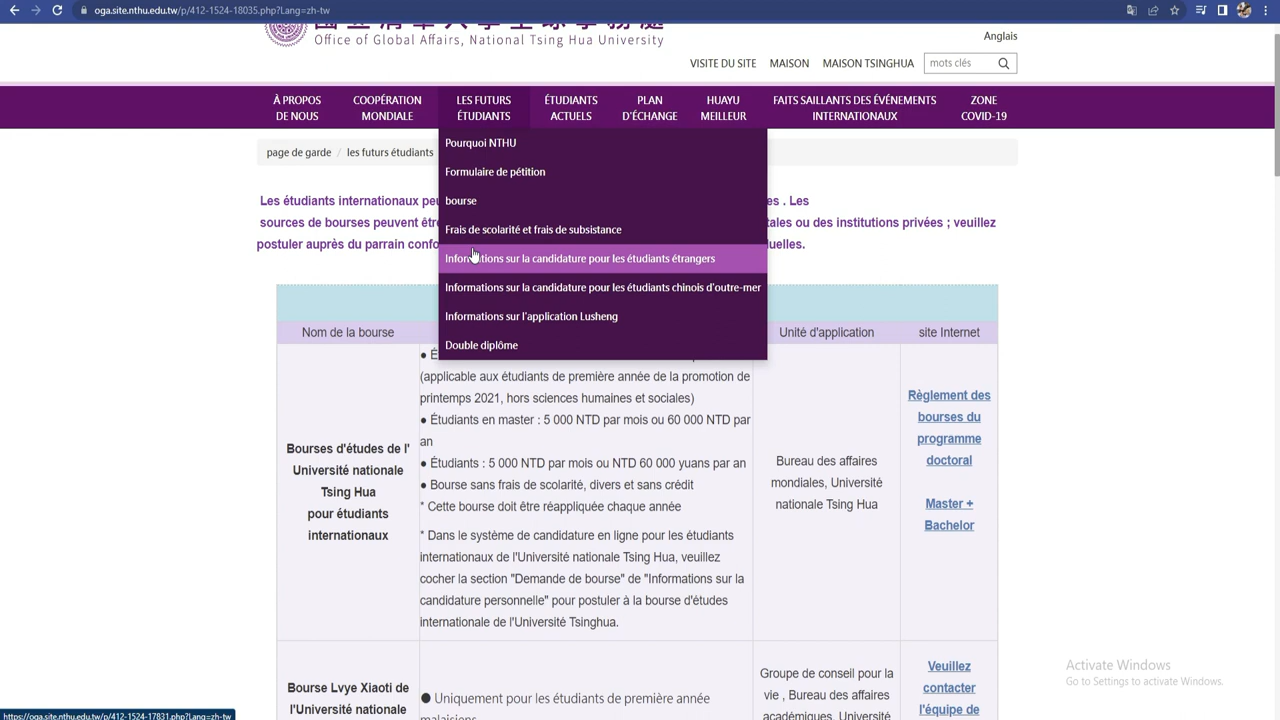 oga.site.nthu.edu.tw/p/412-1524-18035.php?Lang=zh-tw
國立清華大學全球事務處
Office of Global Affairs, National Tsing Hua University
Anglais
VISITE DU SITE MAISON MAISON TSINGHUA mots clés
À PROPOS DE NOUS
COOPÉRATION MONDIALE
LES FUTURS ÉTUDIANTS
ÉTUDIANTS ACTUELS
PLAN D'ÉCHANGE
HUAYU MEILLEUR
FAITS SAILLANTS DES ÉVÉNEMENTS INTERNATIONAUX
ZONE COVID-19
page de garde / les futurs étudiants
Pourquoi NTHU
Formulaire de pétition
bourse
Frais de scolarité et frais de subsistance
Informations sur la candidature pour les étudiants étrangers
Informations sur la candidature pour les étudiants chinois d'outre-mer
Informations sur l'application Lusheng
Double diplôme
Les étudiants internationaux es . Les
sources de bourses peuvent tales ou des institutions privées ; veuillez
postuler auprès du parrain
Nom de la bourse Unité d'application site Internet
Bourses d'études de l'
Université nationale
Tsing Hua
pour étudiants
internationaux
(applicable aux étudiants de première année de la promotion de
printemps 2021, hors sciences humaines et sociales)
● Étudiants en master : 5 000 NTD par mois ou 60 000 NTD par
an
● Étudiants : 5 000 NTD par mois ou NTD 60 000 yuans par an
● Bourse sans frais de scolarité, divers et sans crédit
* Cette bourse doit être réappliquée chaque année
* Dans le système de candidature en ligne pour les étudiants
internationaux de l'Université nationale Tsing Hua, veuillez
cocher la section "Demande de bourse" de "Informations sur la
candidature personnelle" pour postuler à la bourse d'études
internationale de l'Université Tsinghua.
Bureau des affaires
mondiales, Université
nationale Tsing Hua
Règlement des
bourses du
programme
doctoral
Master +
Bachelor
Bourse Lvye Xiaoti de
l'Université nationale
● Uniquement pour les étudiants de première année
malaisiens
Groupe de conseil pour la
vie , Bureau des affaires
académiques, Université
Veuillez
contacter
l'équipe de
Activate Windows
Go to Settings to activate Windows.
https://oga.site.nthu.edu.tw/p/412-1524-17831.php?Lang=zh-tw